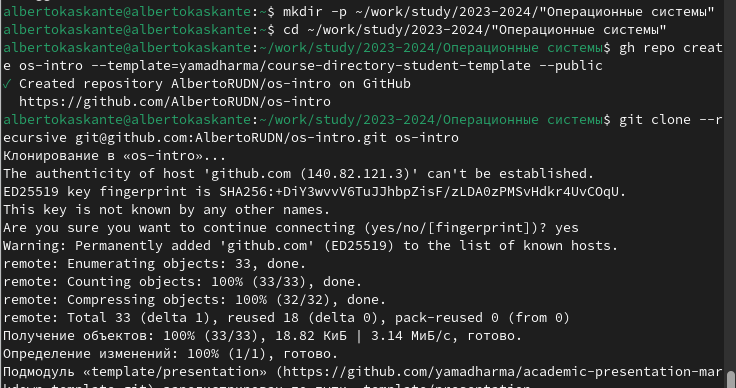 albertokaskante@albertokaskante:~$ mkdir -p ~/work/study/2023-2024/"Операционные системы"
albertokaskante@albertokaskante:~$ cd ~/work/study/2023-2024/"Операционные системы"
albertokaskante@albertokaskante:~/work/study/2023-2024/Операционные системы$ gh repo creat
e os-intro --template=yamadharma/course-directory-student-template --public
✓ Created repository AlbertoRUDN/os-intro on GitHub
https://github.com/AlbertoRUDN/os-intro
albertokaskante@albertokaskante:~/work/study/2023-2024/Операционные системы$ git clone --r
ecursive git@github.com:AlbertoRUDN/os-intro.git os-intro
Клонирование в «os-intro»...
The authenticity of host 'github.com (140.82.121.3)' can't be established.
ED25519 key fingerprint is SHA256:+DiY3wvvV6TuJJhbpZisF/zLDA0zPMSvHdkr4UvCOqU.
This key is not known by any other names.
Are you sure you want to continue connecting (yes/no/[fingerprint])? yes
Warning: Permanently added 'github.com' (ED25519) to the list of known hosts.
remote: Enumerating objects: 33, done.
remote: Counting objects: 100% (33/33), done.
remote: Compressing objects: 100% (32/32), done.
remote: Total 33 (delta 1), reused 18 (delta 0), pack-reused 0 (from 0)
Получение объектов: 100% (33/33), 18.82 КиБ | 3.14 МиБ/с, готово.
Определение изменений: 100% (1/1), готово.
Подмодуль «template/presentation» (https://github.com/yamadharma/academic-presentation-mar